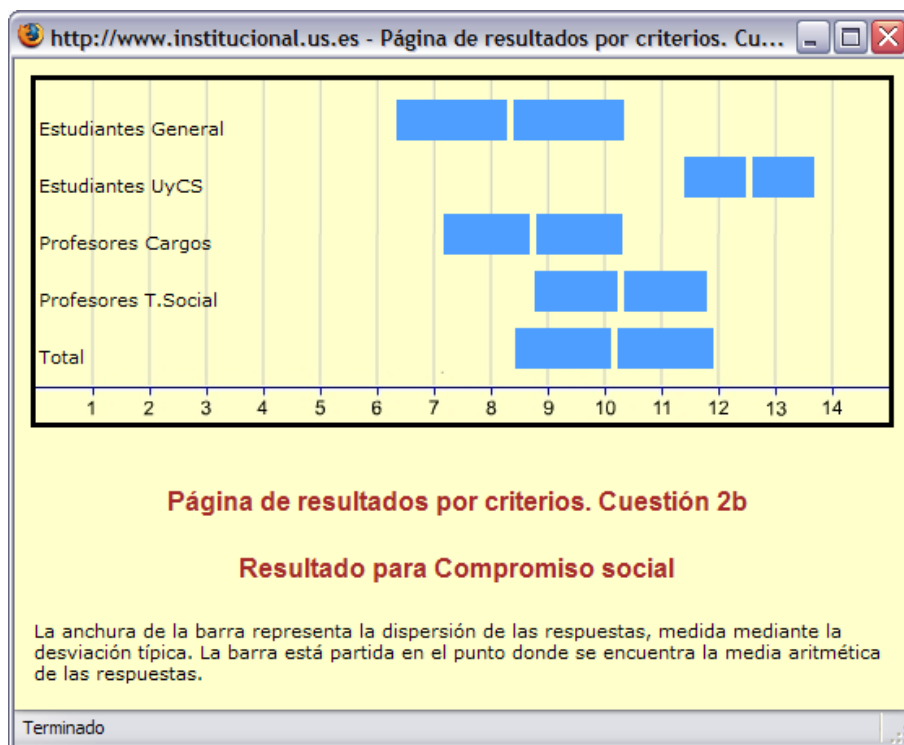 http://www.institucional.us.es - Página de resultados por criterios. Cu...
Estudiantes General
Estudiantes UyCS
Profesores Cargos
Profesores T.Social
Total
1 2 3 4 5 6 7 8 9 10 11 12 13 14
Página de resultados por criterios. Cuestión 2b
Resultado para Compromiso social
La anchura de la barra representa la dispersión de las respuestas, medida mediante la
desviación típica. La barra está partida en el punto donde se encuentra la media aritmética
de las respuestas.
Terminado